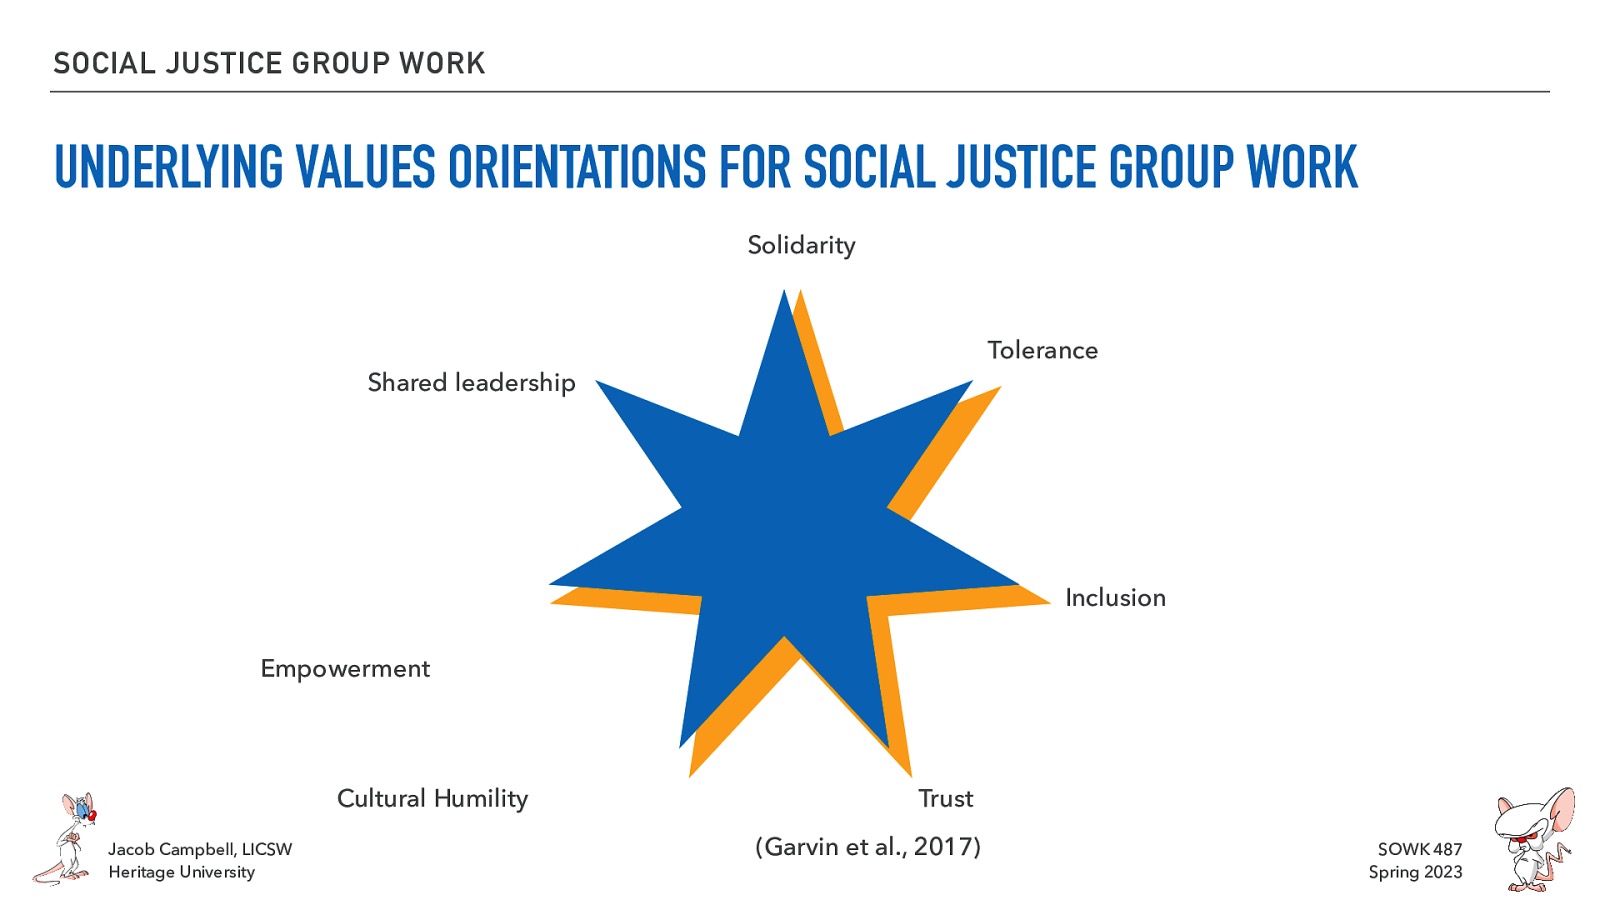 SOCIAL JUSTICE GROUP WORK
UNDERLYING VALUES ORIENTATIONS FOR SOCIAL JUSTICE GROUP WORK
Solidarity
Tolerance
Shared leadership
Inclusion
Empowerment
Cultural Humility
Trust
(Garvin et al., 2017)
Jacob Campbell, LICSW
Heritage University
SOWK 487
Spring 2023